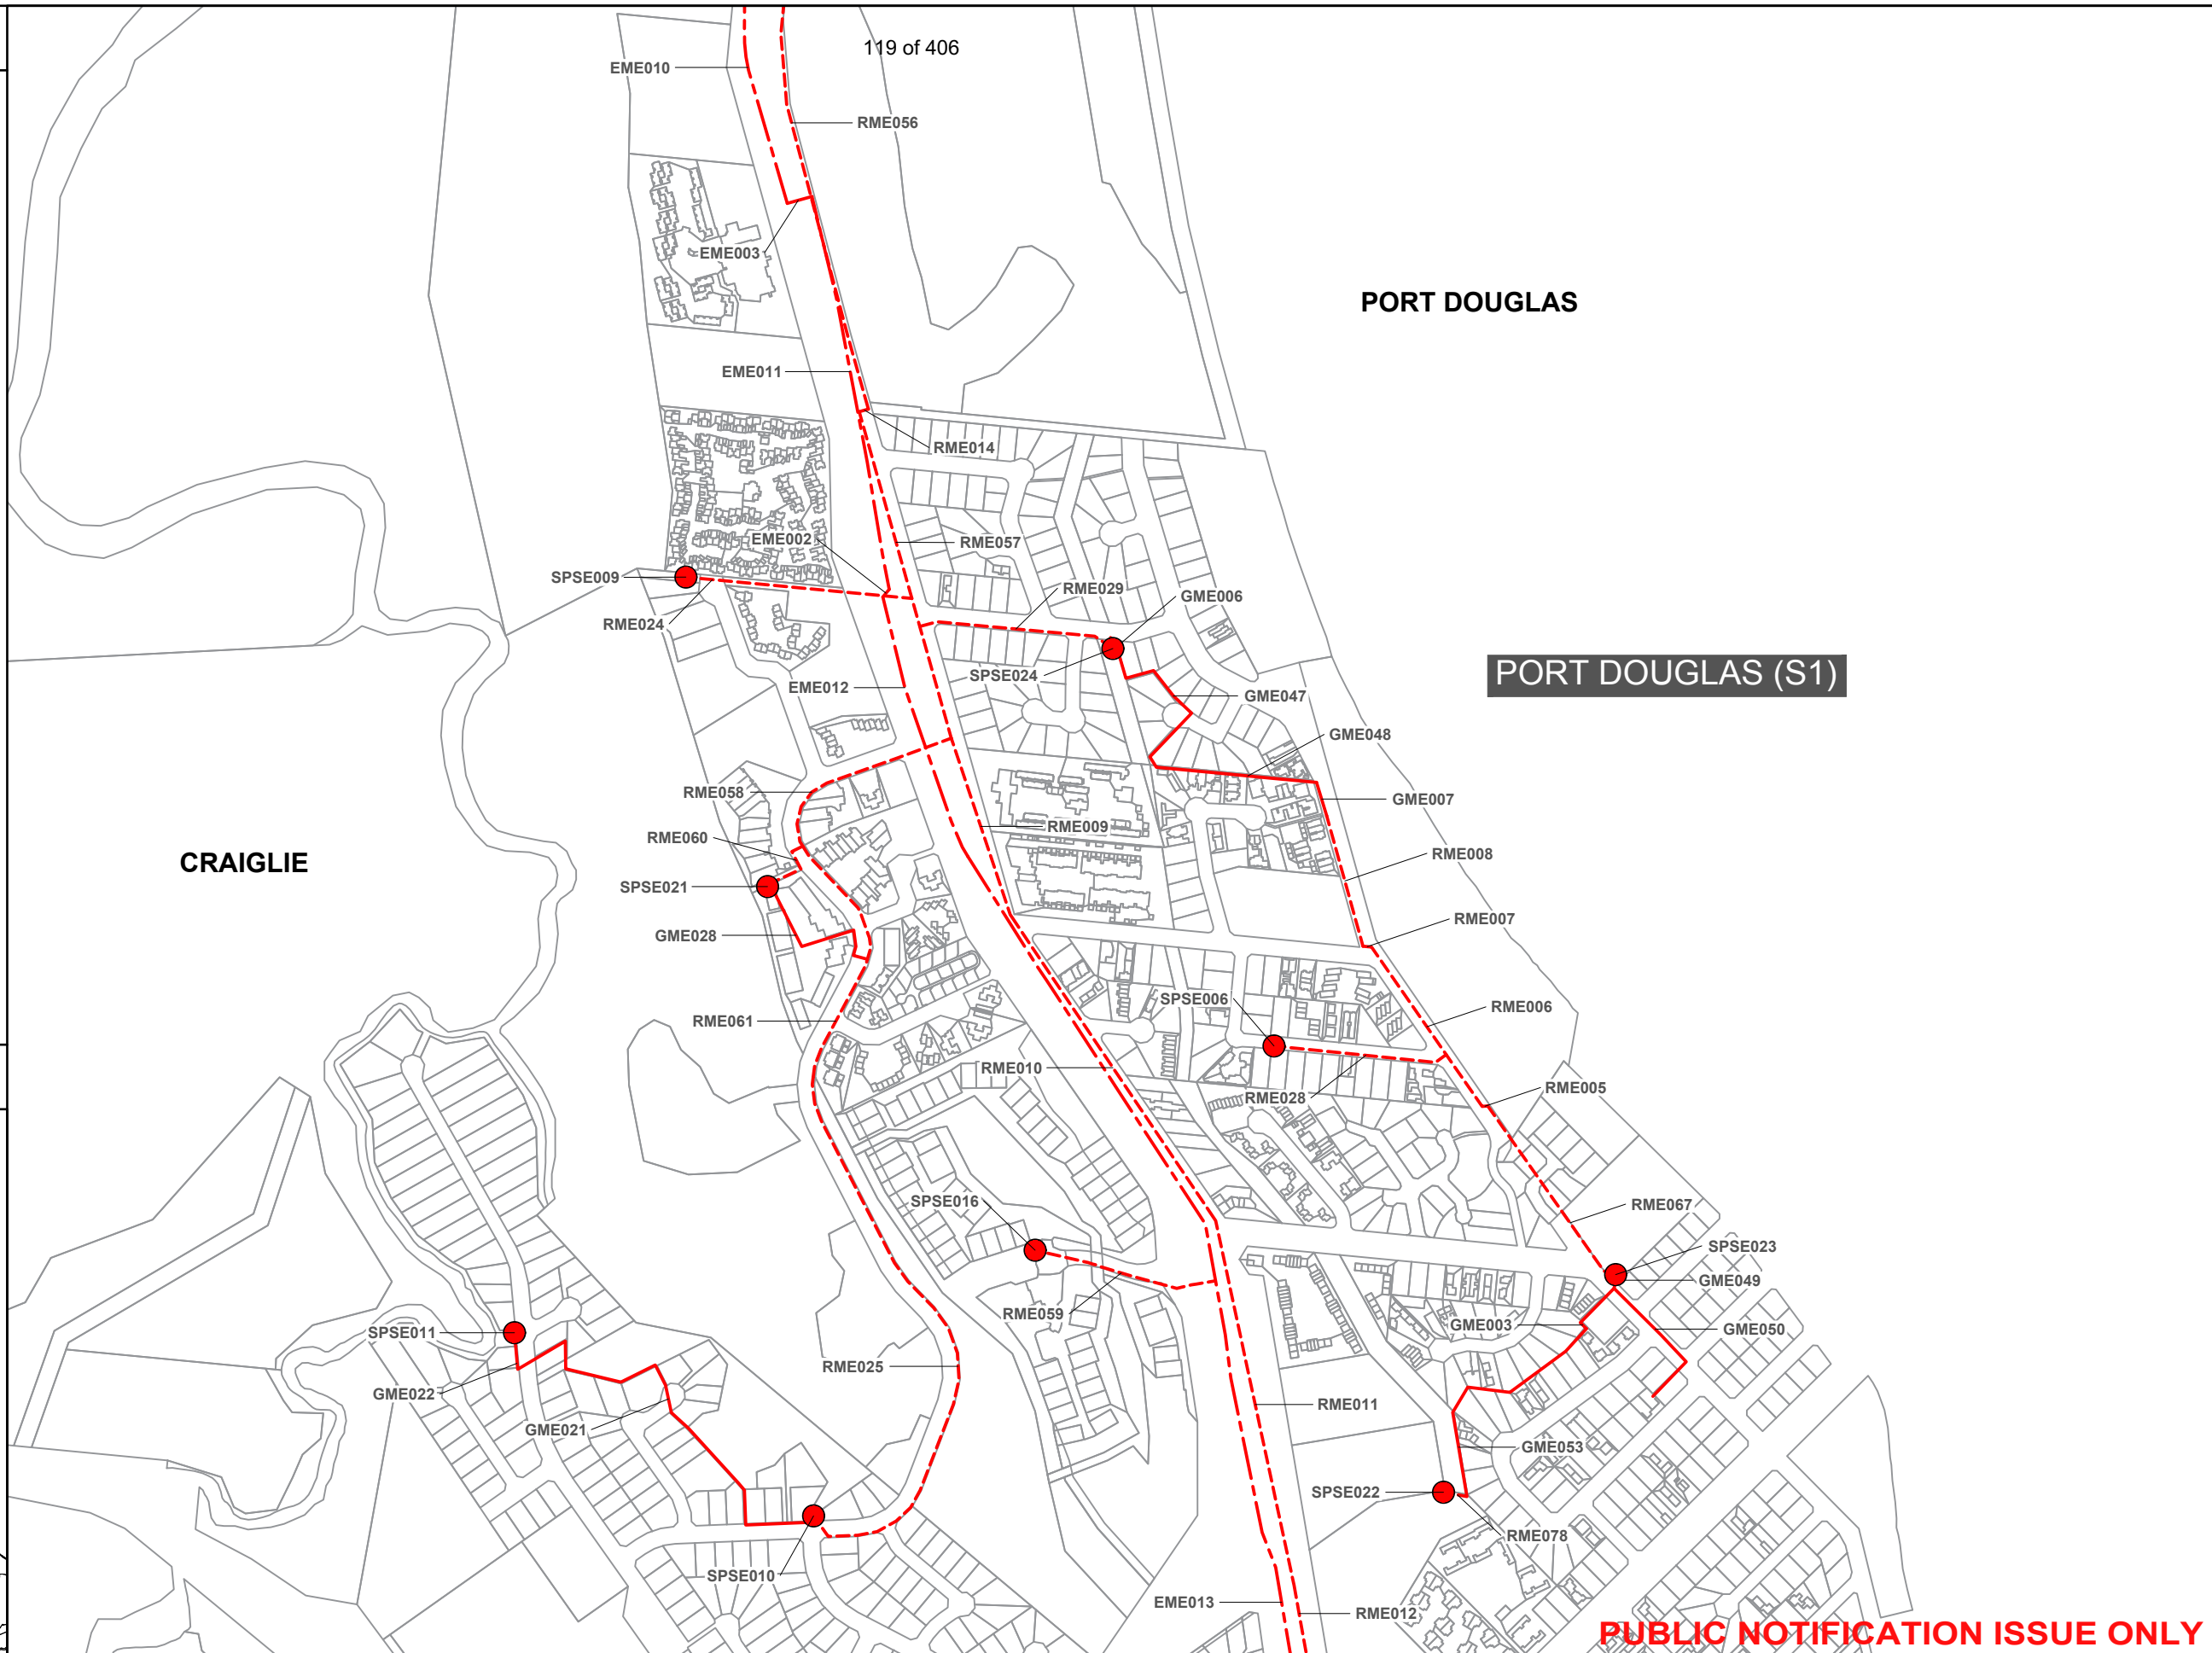 119 of 406
EME010
RME056
EME003
PORT DOUGLAS
EME011
RME014
EME002
RME057
SPSE009
RME029
GME006
RME024
SPSE024
PORT DOUGLAS (S1)
EME012
GME047
GME048
RME058
GME007
RME009
RME060
RME008
CRAIGLIE
SPSE021
RME007
GME028
SPSE006
RME006
RME061
RME010
RME005
RME028
SPSE016
RME067
SPSE023
GME049
RME059
GME003
GME050
SPSE011
RME025
GME022
RME011
GME021
GME053
SPSE022
RME078
SPSE010
EME013
RME012
PUBLIC NOTIFICATION ISSUE ONLY